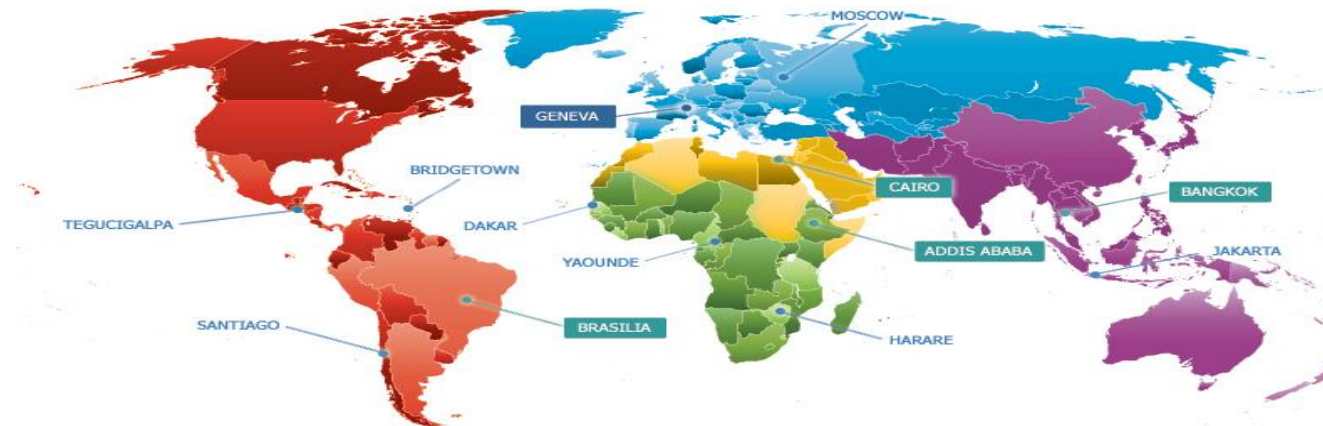 MOSCOW
GENEVA
BRIDGETOWN
CAIRO
BANGKOK
TEGUCIGALPA
DAKAR
ADDIS ABABA
JAKARTA
YAOUNDE
SANTIAGO
BRASILIA
HARARE